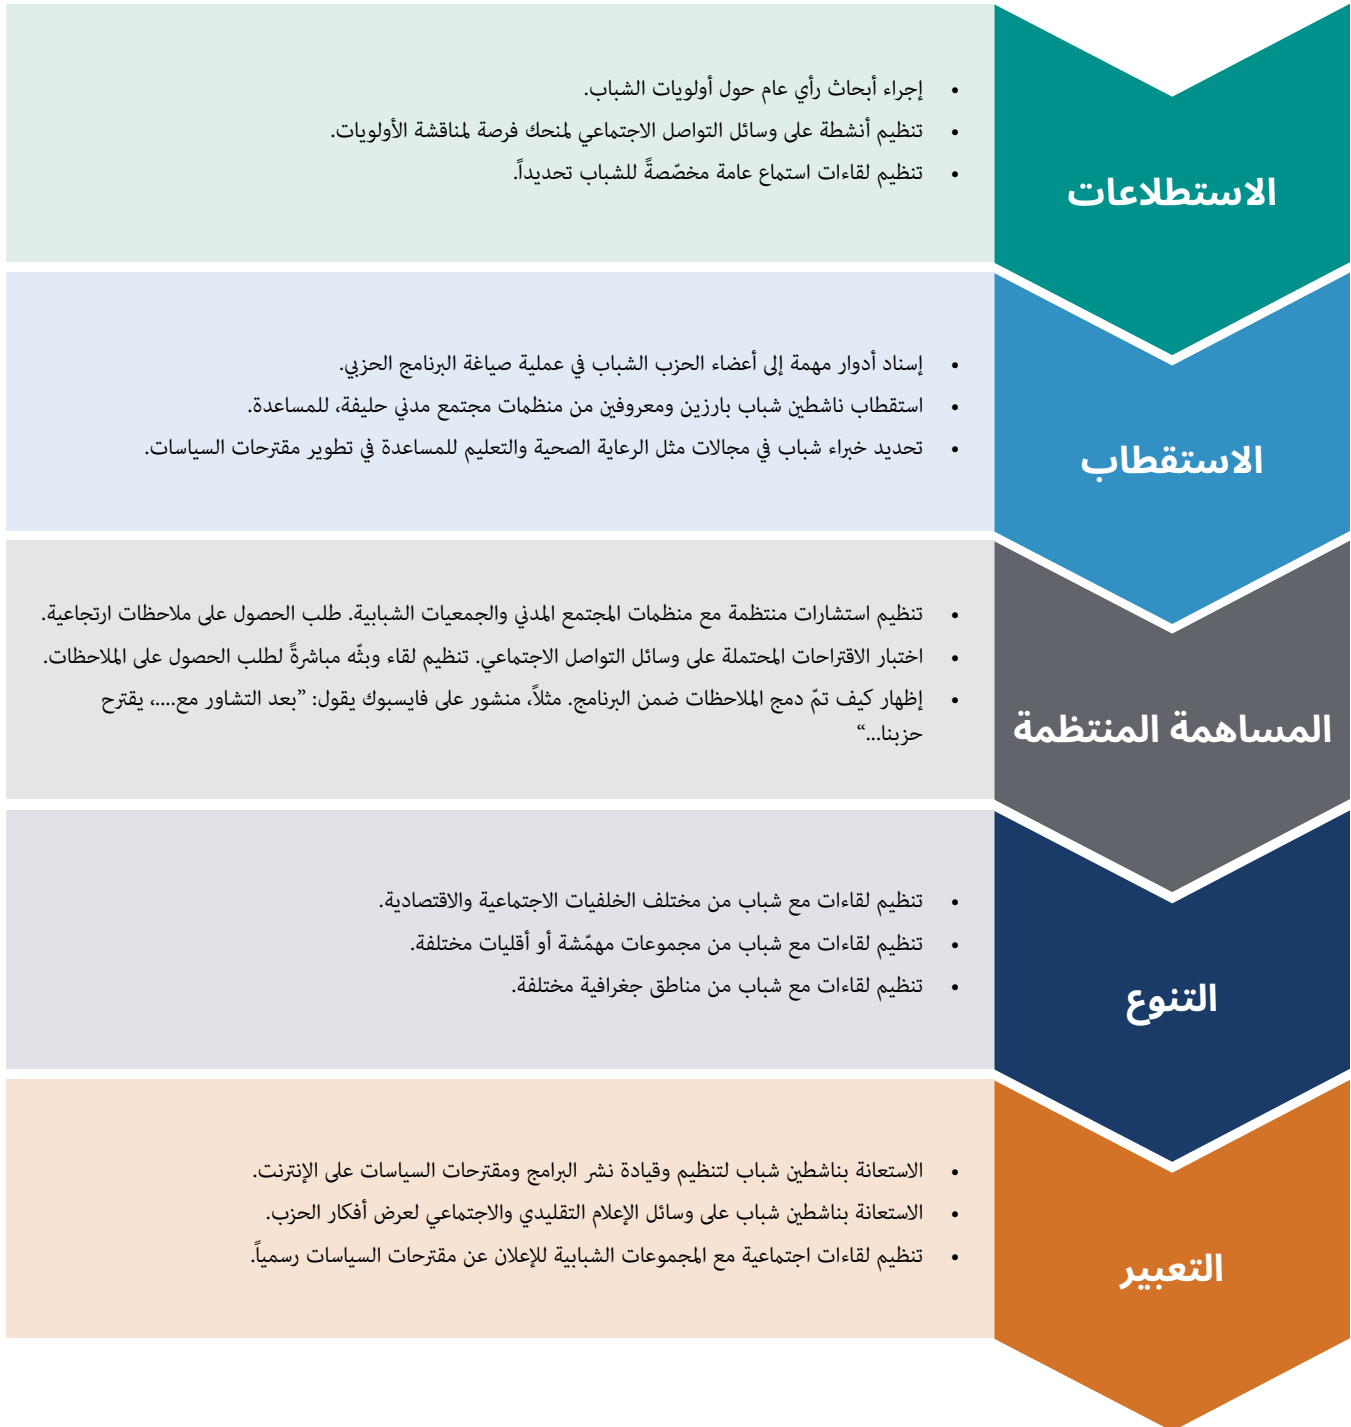 الاستطلاعات
• إجراء أبحاث رأي عام حول أولويات الشباب.
• تنظيم أنشطة على وسائل التواصل الاجتماعي لمنحك فرصة لمناقشة الأولويات.
• تنظيم لقاءات استماع عامة مخصّصةً للشباب تحديداً.
الاستقطاب
• إسناد أدوار مهمة إلى أعضاء الحزب الشباب في عملية صياغة البرنامج الحزبي.
• استقطاب ناشطين شباب بارزين ومعروفين من منظمات مجتمع مدني حليفة، للمساعدة.
• تحديد خبراء شباب في مجالات مثل الرعاية الصحية والتعليم للمساعدة في تطوير مقترحات السياسات.
المساهمة المنتظمة
• تنظيم استشارات منتظمة مع منظمات المجتمع المدني والجمعيات الشبابية. طلب الحصول على ملاحظات ارتجاعية.
• اختبار الاقتراحات المحتملة على وسائل التواصل الاجتماعي. تنظيم لقاء وبثّه مباشرةً لطلب الحصول على الملاحظات.
• إظهار كيف تمّ دمج الملاحظات ضمن البرنامج. مثلاً، منشور على فايسبوك يقول: ”بعد التشاور مع....، يقترح
حزبنا...“
التنوع
• تنظيم لقاءات مع شباب من مختلف الخلفيات الاجتماعية والاقتصادية.
• تنظيم لقاءات مع شباب من مجموعات مهمّشة أو أقليات مختلفة.
• تنظيم لقاءات مع شباب من مناطق جغرافية مختلفة.
التعبير
• الاستعانة بناشطين شباب لتنظيم وقيادة نشر البرامج ومقترحات السياسات على الإنترنت.
• الاستعانة بناشطين شباب على وسائل الإعلام التقليدي والاجتماعي لعرض أفكار الحزب.
• تنظيم لقاءات اجتماعية مع المجموعات الشبابية للإعلان عن مقترحات السياسات رسمياً.